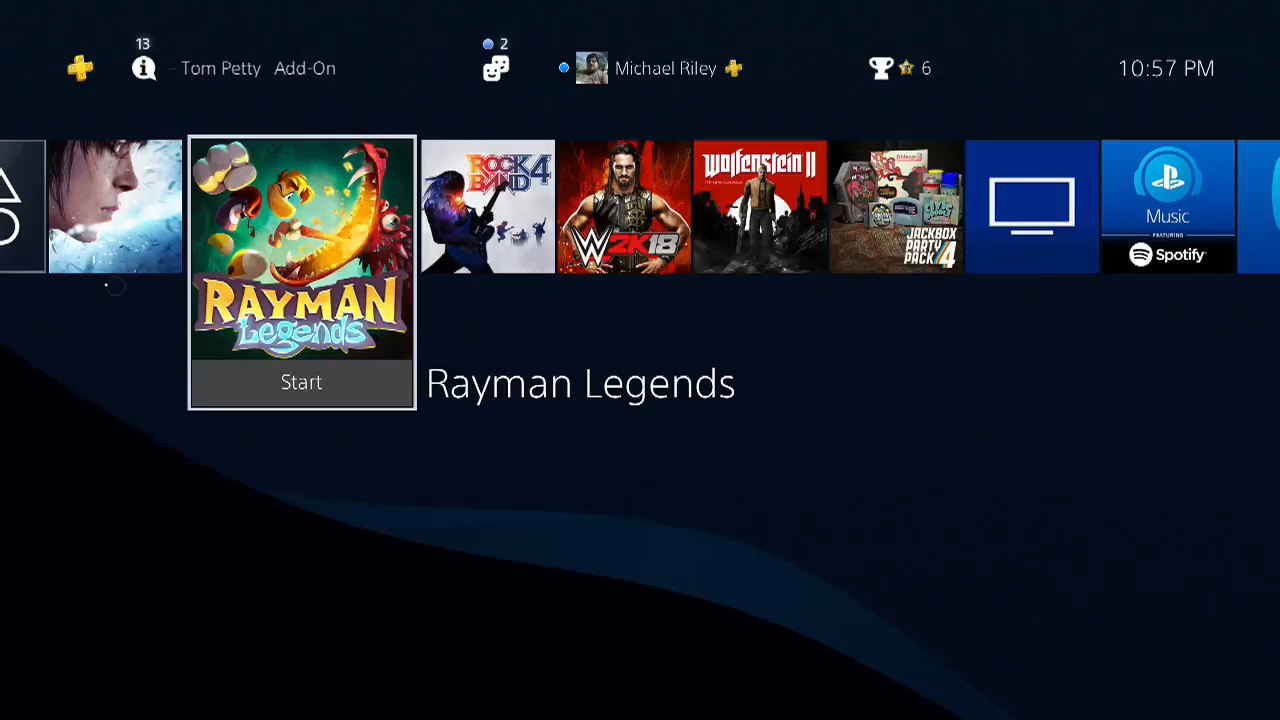 13
- Tom Petty Add-On
2
Michael Riley
6
10:57 PM
RAYMAN
Legends
Start
Rayman Legends
ROCK
BAND 4
W 2K18
Wolfenstein II
JACKBOX
PARTY
PACK 4
Music
FEATURING
Spotify